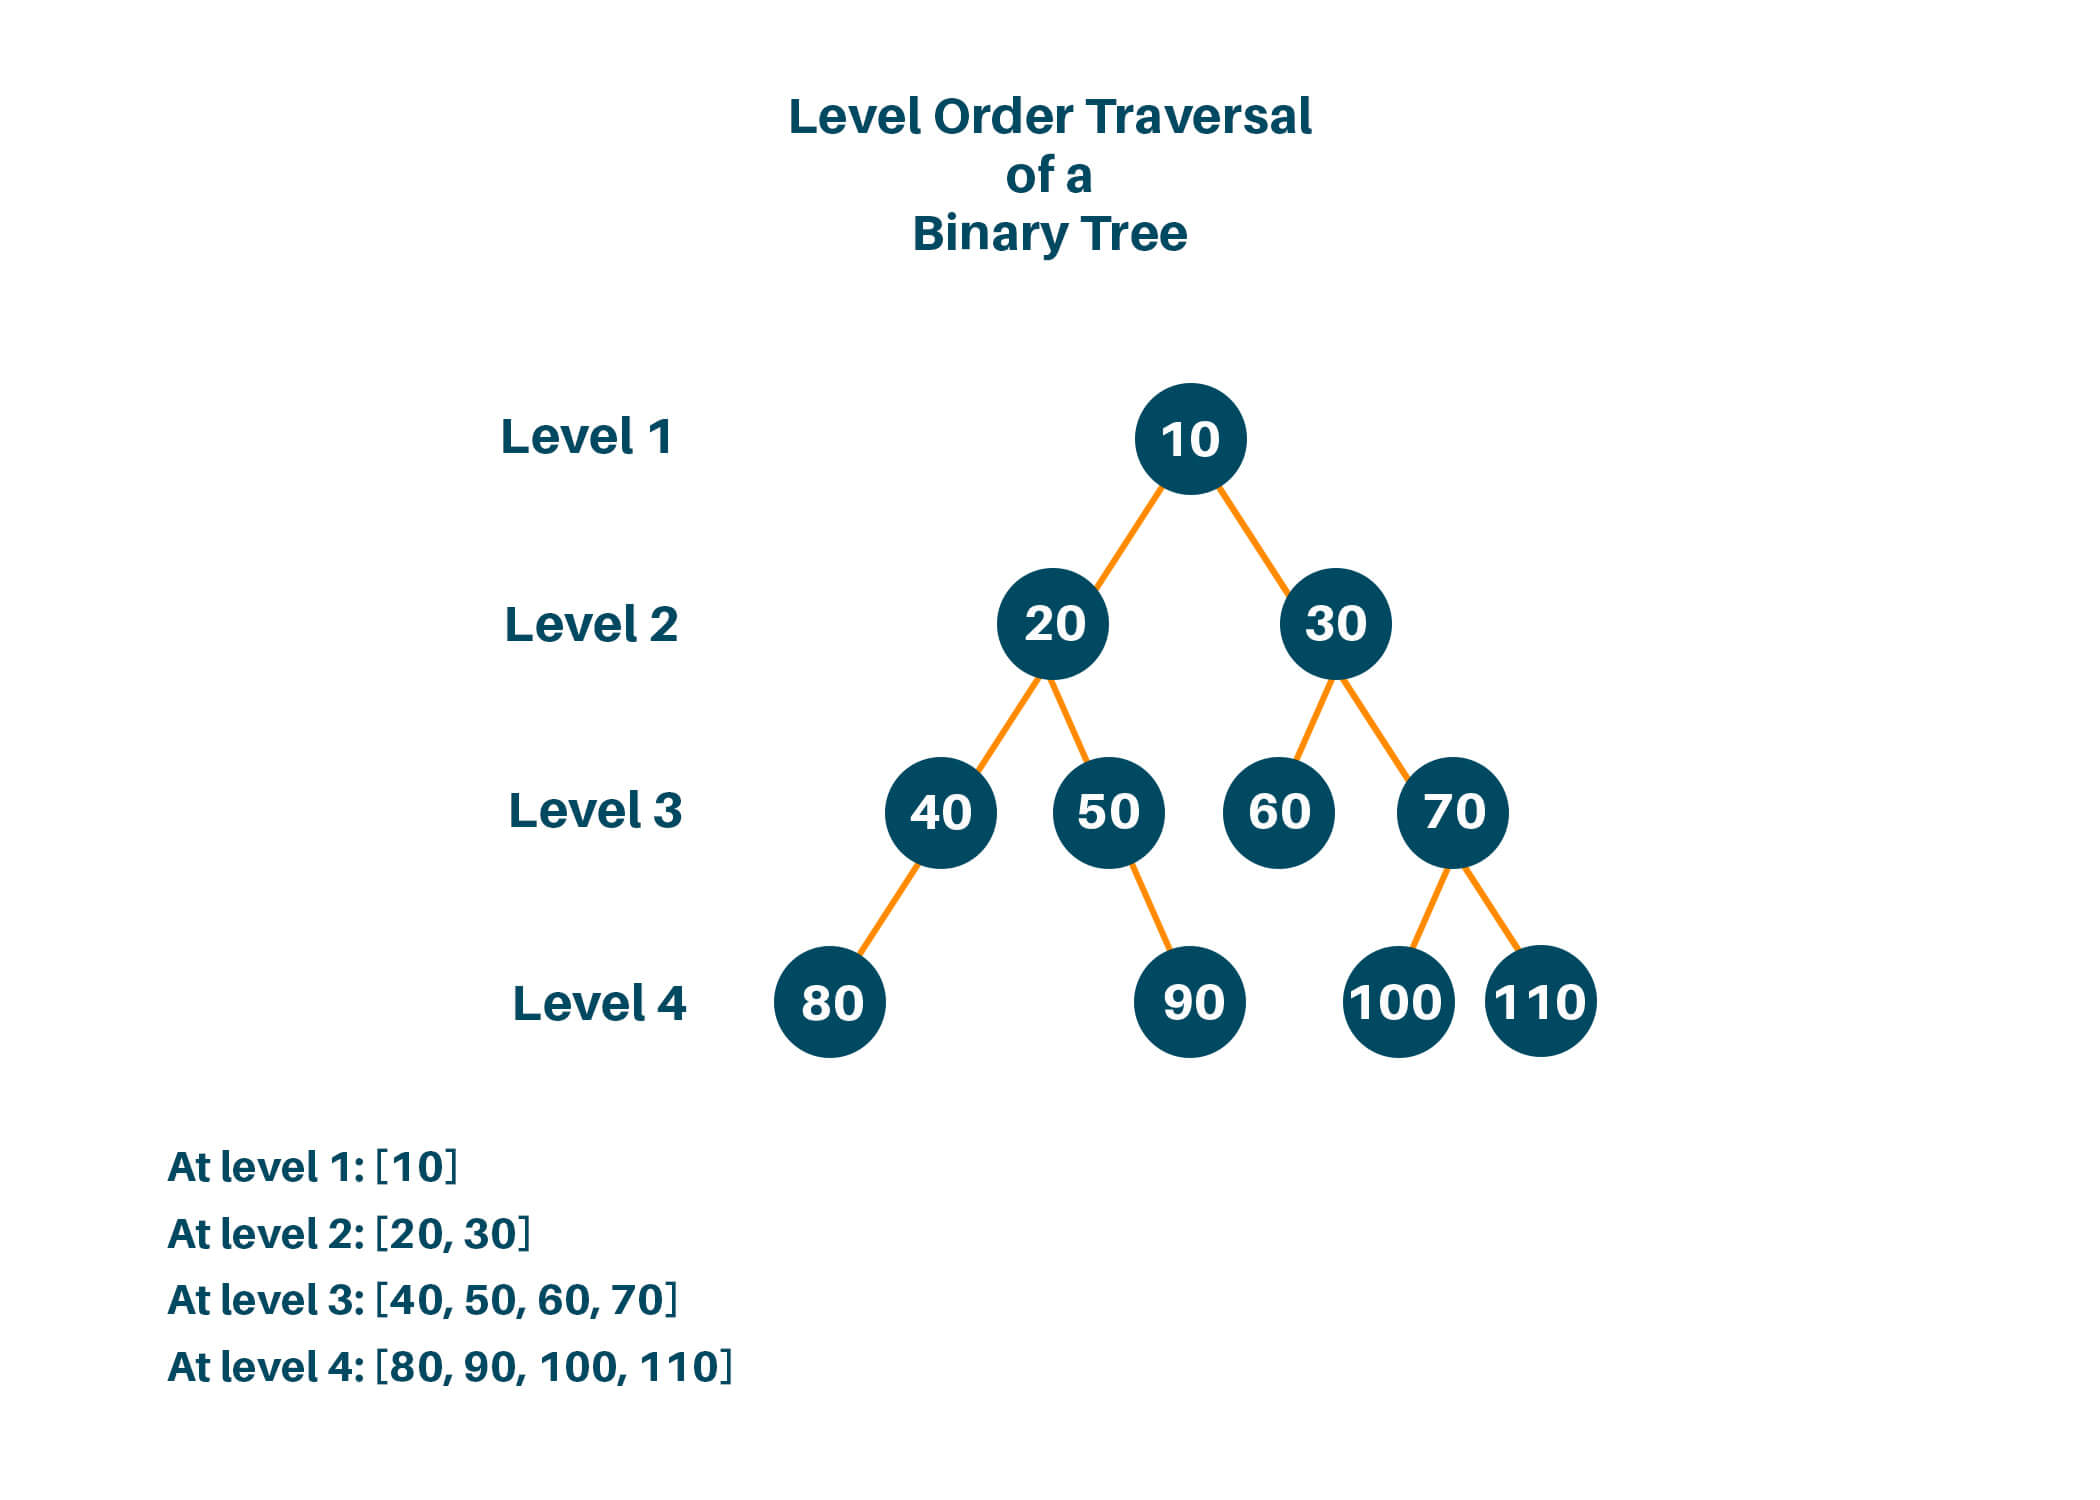 Level Order Traversal
of a
Binary Tree
Level 1
10
Level 2
20 30
Level 3
40 50 60 70
Level 4
80 90 100 110
At level 1: [10]
At level 2: [20, 30]
At level 3: [40, 50, 60, 70]
At level 4: [80, 90, 100, 110]